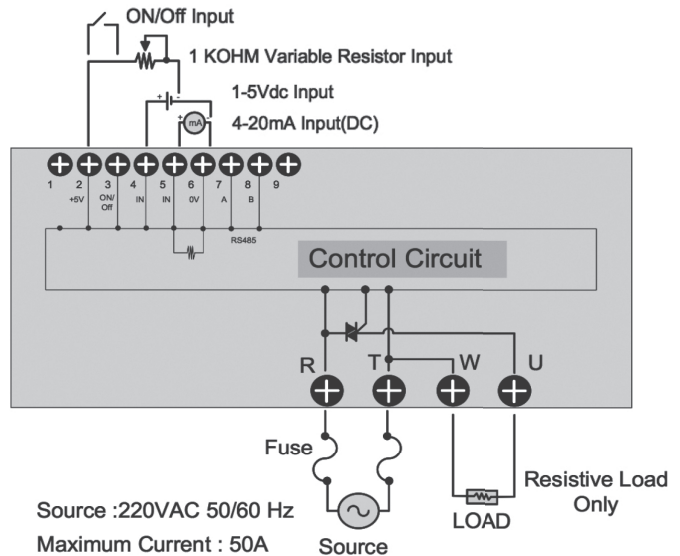 ON/Off Input
1 KOHM Variable Resistor Input
1-5Vdc Input
+ -
4-20mA Input(DC)
+ mA -
1 2 3 4 5 6 7 8 9
+5V ON/ IN IN 0V A B
Off
RS485
Control Circuit
R T W U
Fuse
Resistive Load
Only
Source :220VAC 50/60 Hz
LOAD
Maximum Current : 50A
Source